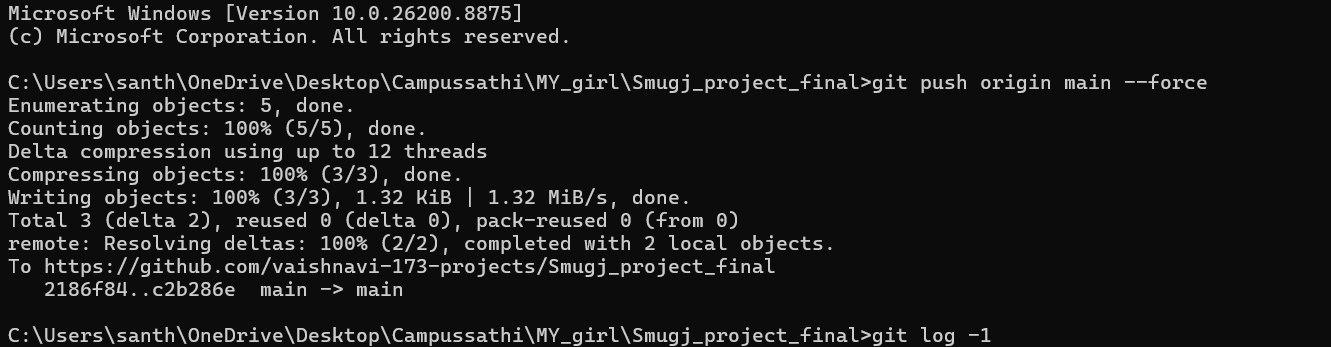 Microsoft Windows [Version 10.0.26200.8875]
(c) Microsoft Corporation. All rights reserved.
C:\Users\santh\OneDrive\Desktop\Campussathi\MY_girl\Smugj_project_final>git push origin main --force
Enumerating objects: 5, done.
Counting objects: 100% (5/5), done.
Delta compression using up to 12 threads
Compressing objects: 100% (3/3), done.
Writing objects: 100% (3/3), 1.32 KiB | 1.32 MiB/s, done.
Total 3 (delta 2), reused 0 (delta 0), pack-reused 0 (from 0)
remote: Resolving deltas: 100% (2/2), completed with 2 local objects.
To https://github.com/vaishnavi-173-projects/Smugj_project_final
   2186f84..c2b286e  main -> main
C:\Users\santh\OneDrive\Desktop\Campussathi\MY_girl\Smugj_project_final>git log -1